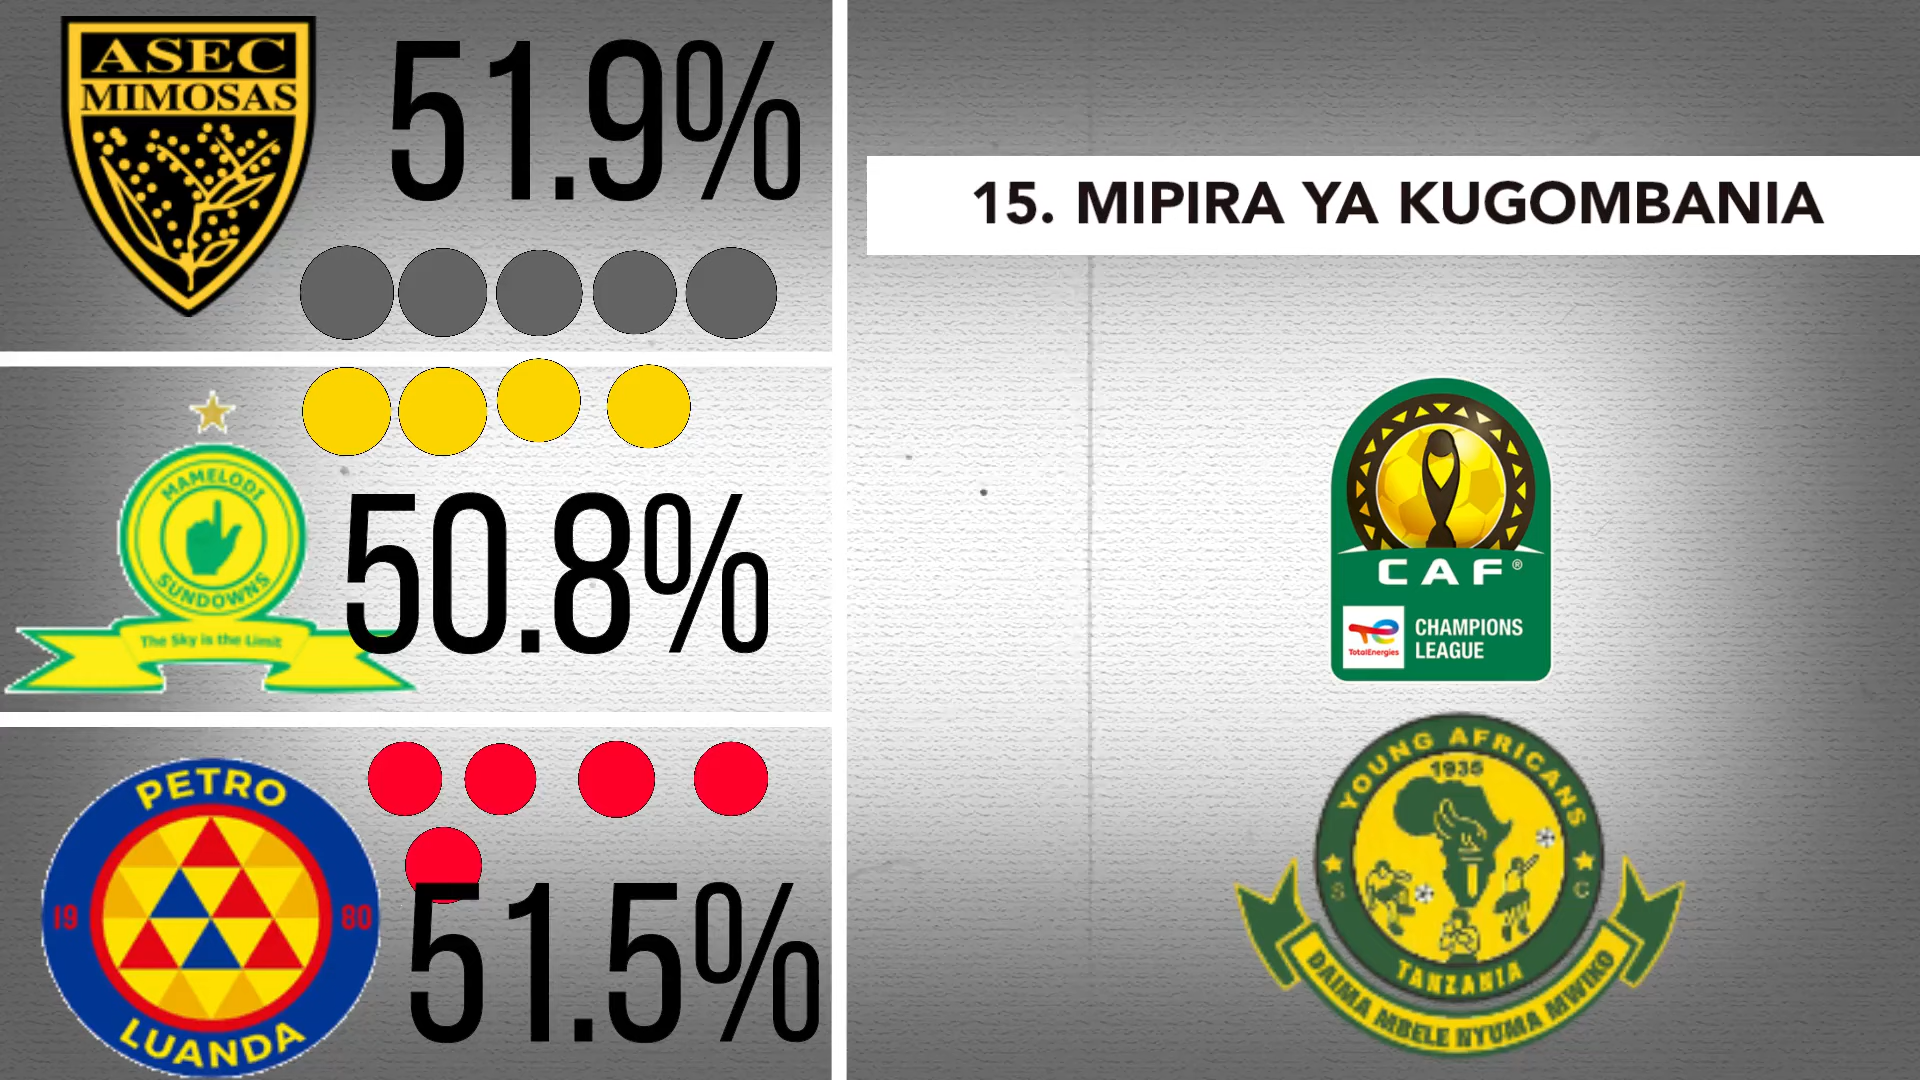 ASEC
MIMOSAS
51.9%
MAMELODI
SUNDOWNS
The Sky is the Limit
50.8%
PETRO
19 80
LUANDA
51.5%
15. MIPIRA YA KUGOMBANIA
CAF®
TotalEnergies
CHAMPIONS
LEAGUE
YOUNG AFRICANS
1935
S C
TANZANIA
DAIMA MBELE NYUMA MWIKO